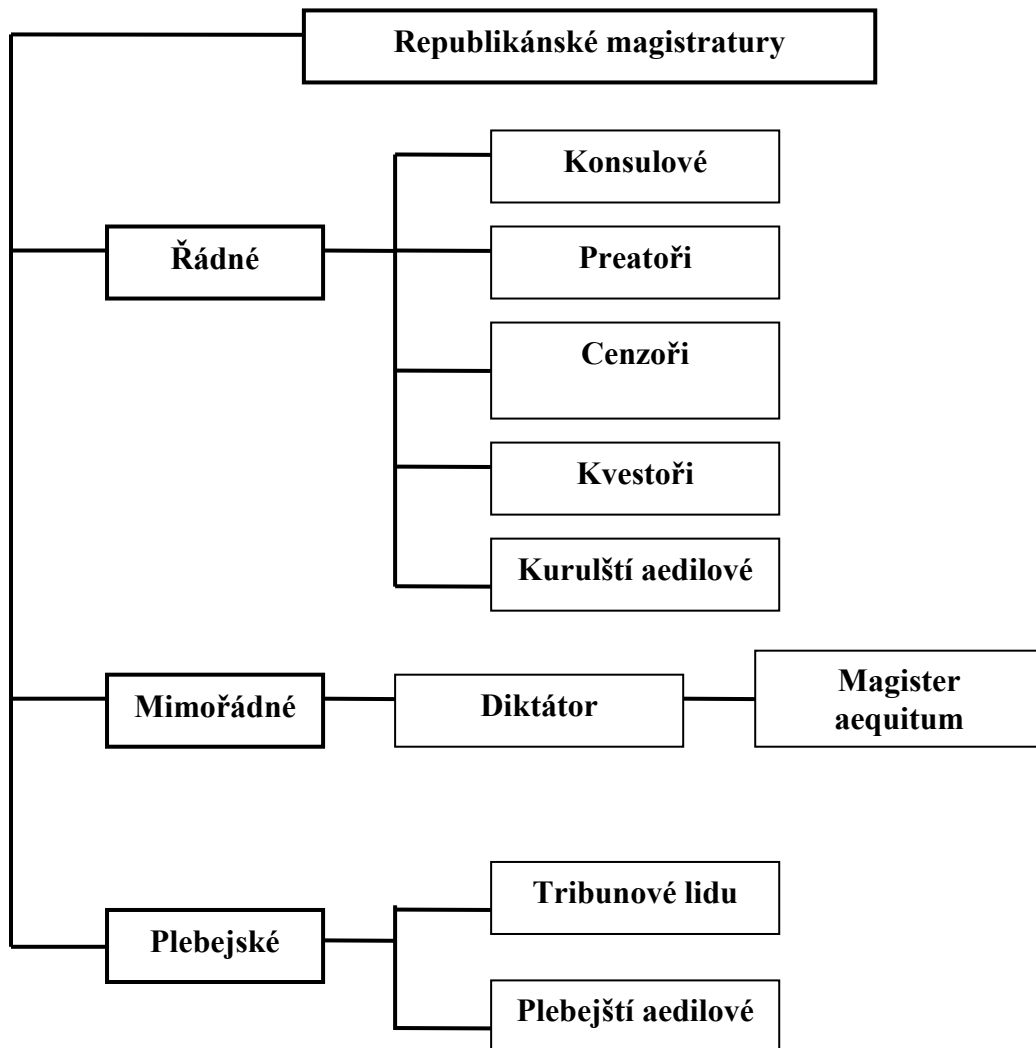 Republikánské magistratury
Konsulové
Řádné
Preatoři
Cenzoři
Kvestoři
Kurulští aedilové
Mimořádné
Diktátor
Magister
aequitum
Tribunové lidu
Plebejské
Plebejští aedilové